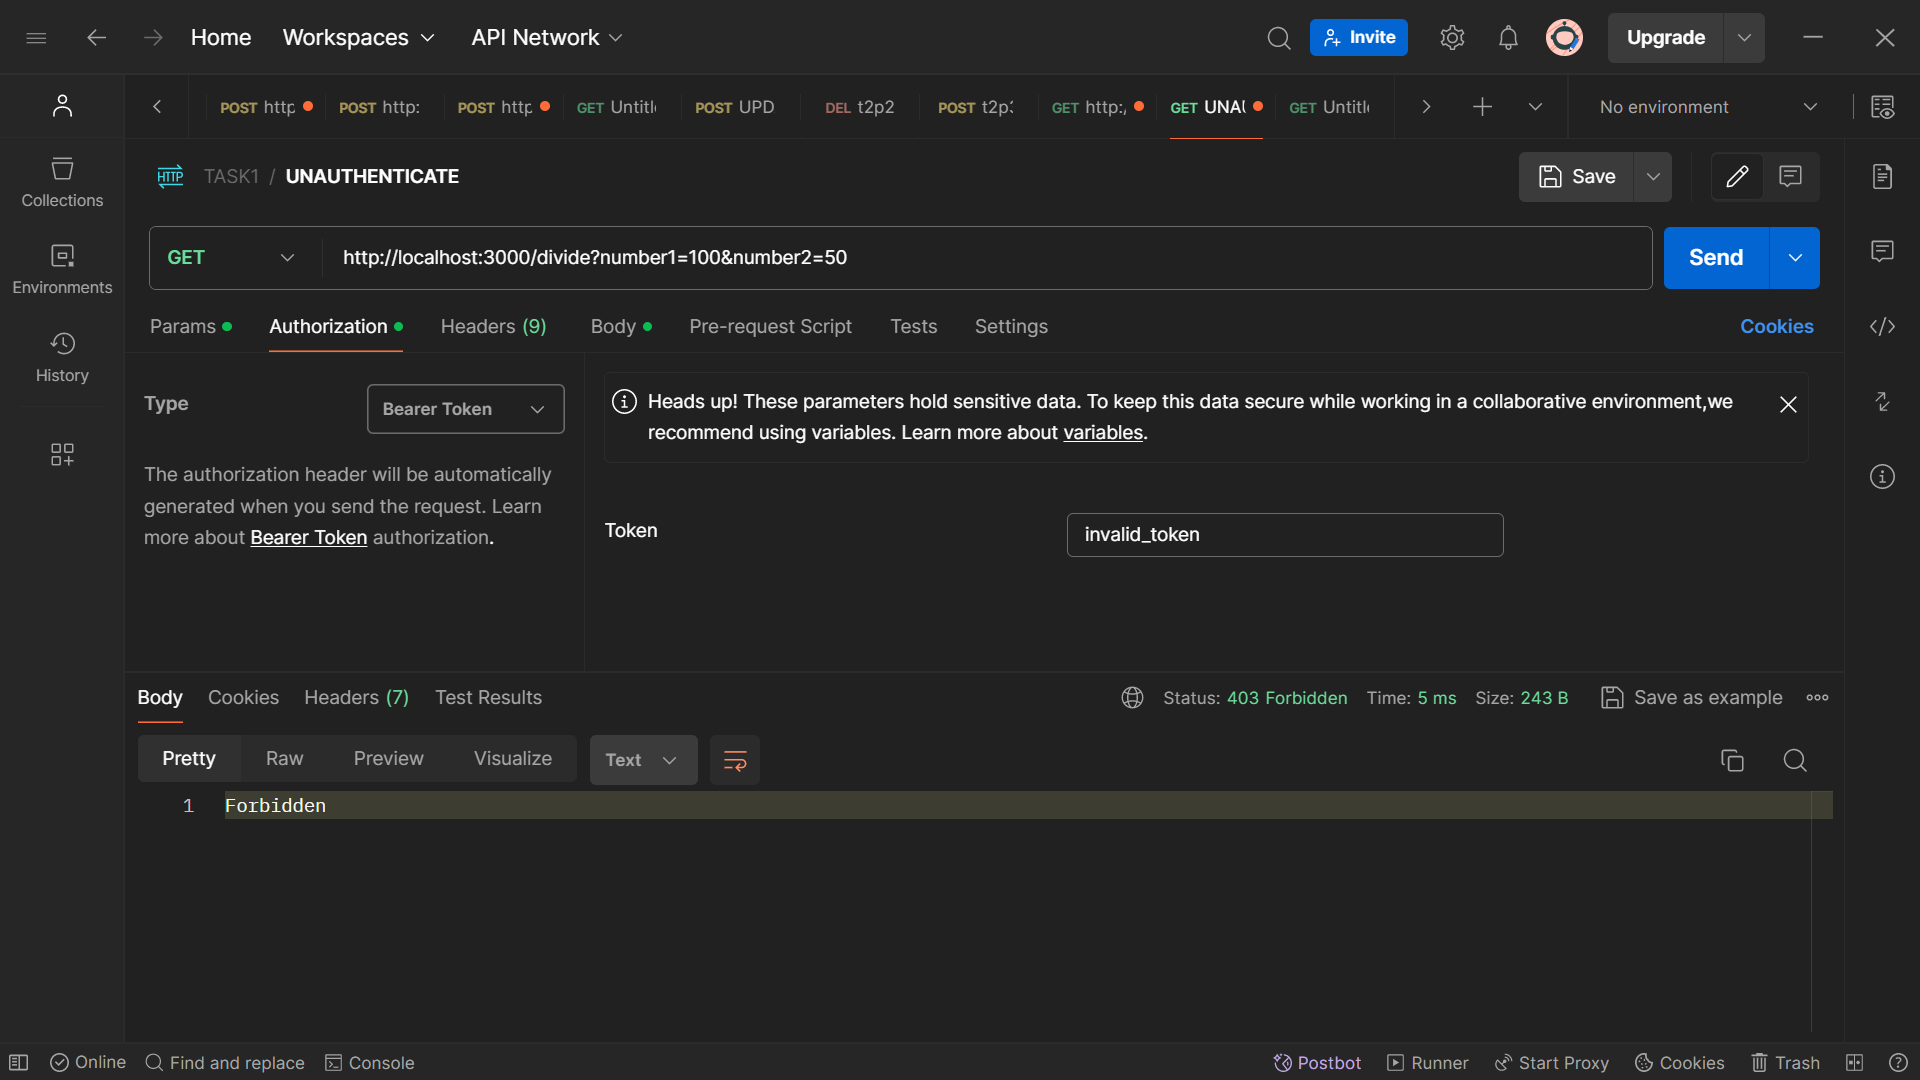 Home Workspaces API Network Invite Upgrade
POST http POST http: POST http GET Untitl POST UPD DEL t2p2 POST t2p3 GET http:/ GET UNAU GET Untitl No environment
HTTP TASK1 / UNAUTHENTICATE Save
Collections
Environments
History
GET http://localhost:3000/divide?number1=100&number2=50 Send
Params Authorization Headers (9) Body Pre-request Script Tests Settings Cookies
Type Bearer Token
The authorization header will be automatically
generated when you send the request. Learn
more about Bearer Token authorization.
Heads up! These parameters hold sensitive data. To keep this data secure while working in a collaborative environment,we
recommend using variables. Learn more about variables.
Token invalid_token
Body Cookies Headers (7) Test Results Status: 403 Forbidden Time: 5 ms Size: 243 B Save as example
Pretty Raw Preview Visualize Text
1 Forbidden
Online Find and replace Console Postbot Runner Start Proxy Cookies Trash